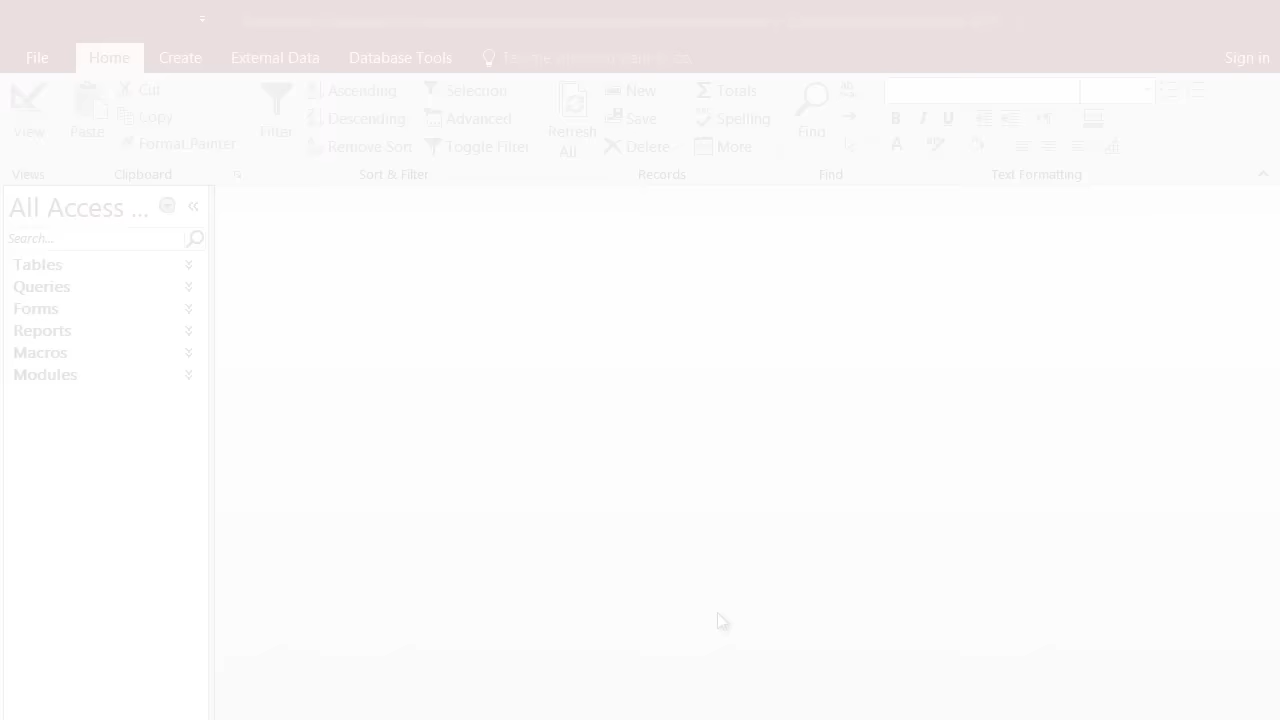 File Home Create External Data Database Tools Sign in
View Paste Cut Copy Format Painter
Filter Ascending Descending Remove Sort Selection Advanced Toggle Filter
Refresh All New Save Delete Totals Spelling More
Find B I U A
Views Clipboard Sort & Filter Records Find Text Formatting
All Access ...
Search...
Tables
Queries
Forms
Reports
Macros
Modules